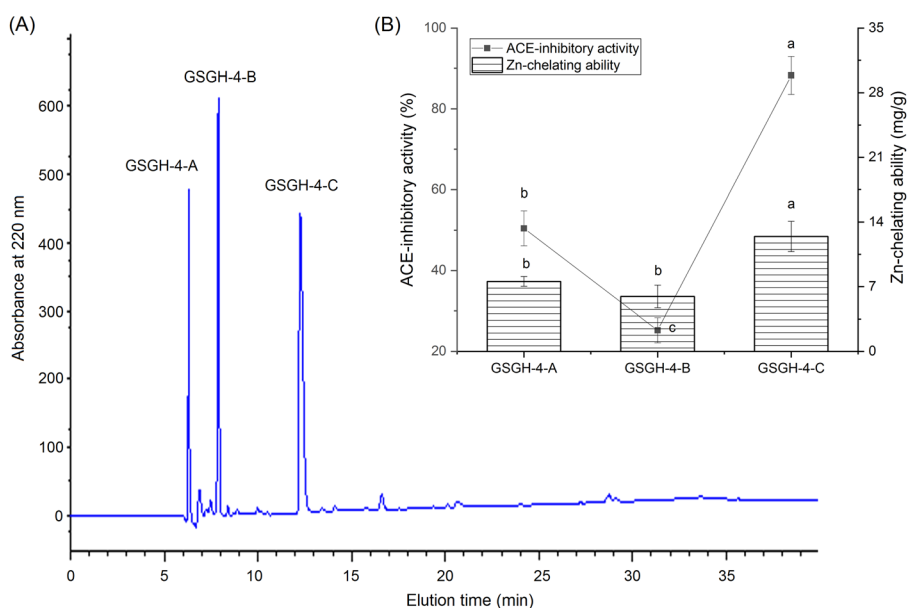 (A)
GSGH-4-A
GSGH-4-B
GSGH-4-C
Absorbance at 220 nm
600
500
400
300
200
100
0
0 5 10 15 20 25 30 35
Elution time (min)
(B)
ACE-inhibitory activity
Zn-chelating ability
ACE-inhibitory activity (%)
100
80
60
40
20
Zn-chelating ability (mg/g)
35
28
21
14
7
0
b
b
b
c
a
a
GSGH-4-A GSGH-4-B GSGH-4-C